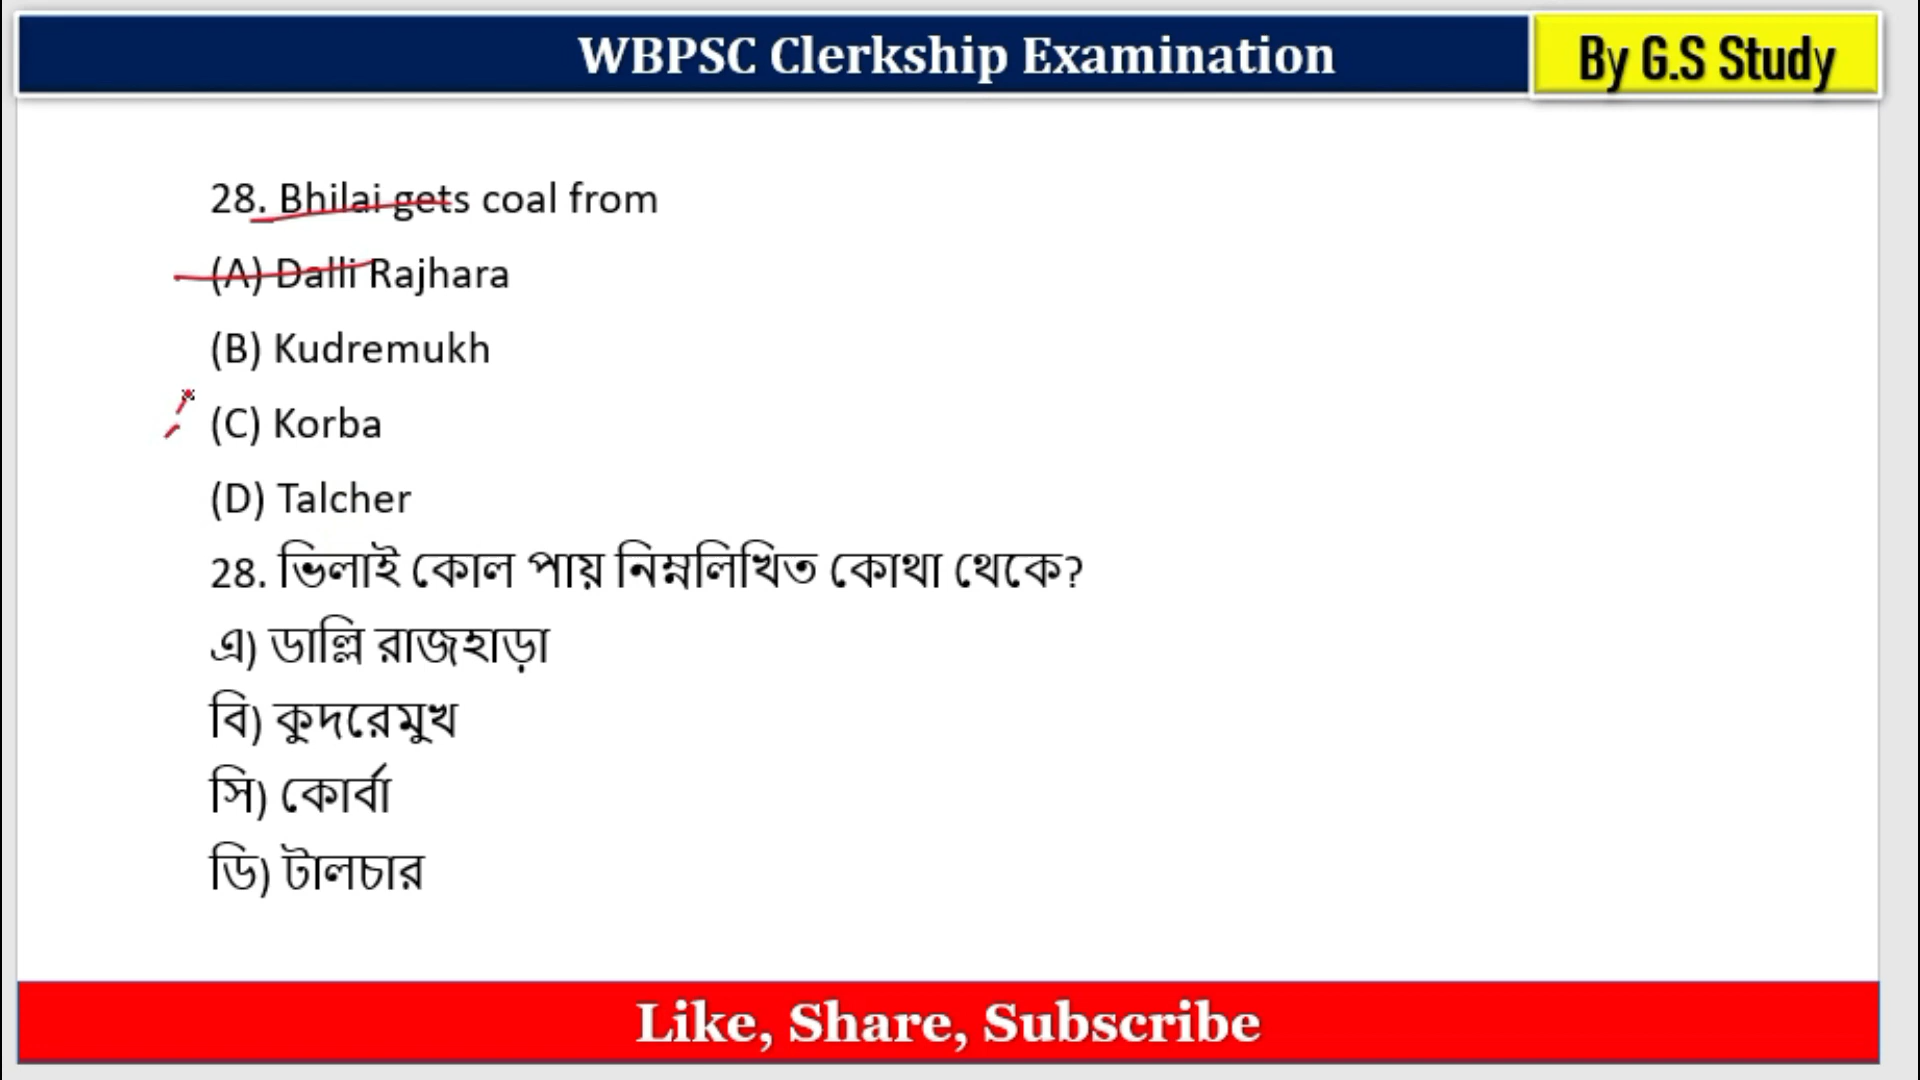 WBPSC Clerkship Examination
By G.S Study
28. Bhilai gets coal from
(A) Dalli Rajhara
(B) Kudremukh
(C) Korba
(D) Talcher
28. ভিলাই কোল পায় নিম্নলিখিত কোথা থেকে?
এ) ডাল্লি রাজহাড়া
বি) কুদরেমুখ
সি) কোর্বা
ডি) টালচার
Like, Share, Subscribe